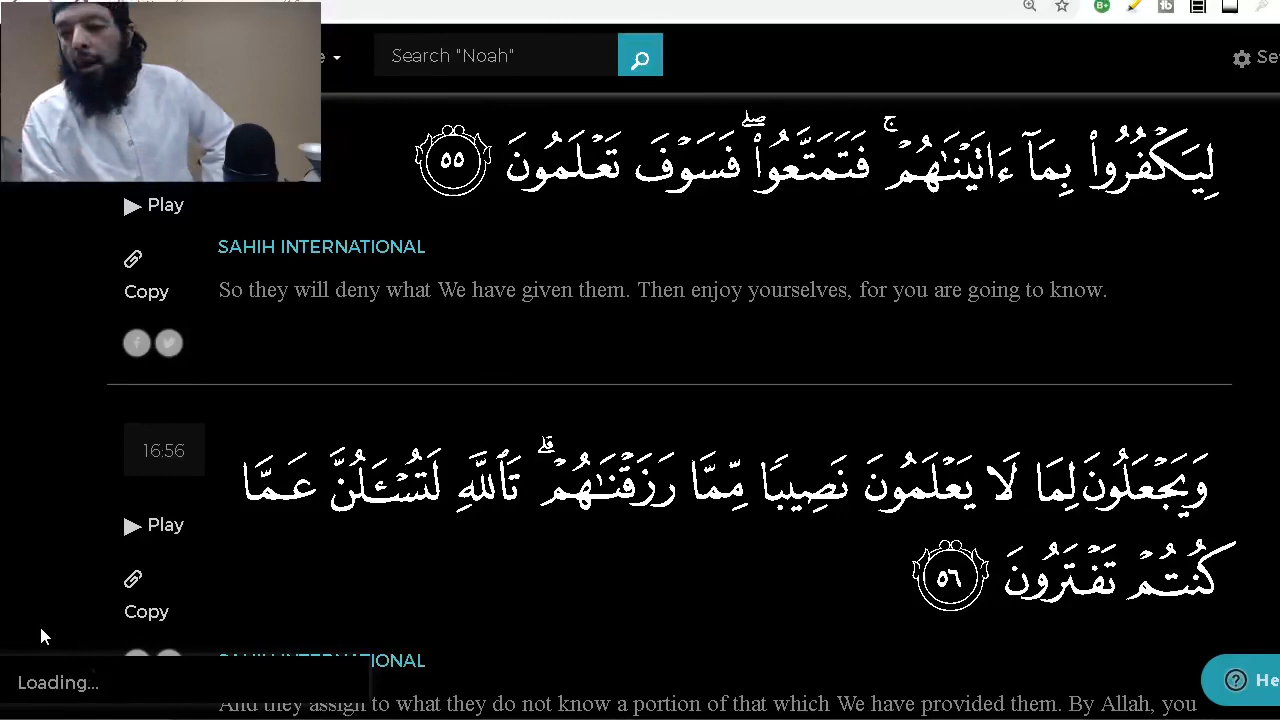 Search "Noah"
Se
لِيَكْفُرُوا۟ بِمَآ ءَاتَيْنَـٰهُمْ ۚ فَتَمَتَّعُوا۟ ۖ فَسَوْفَ تَعْلَمُونَ ٥٥
Play
SAHIH INTERNATIONAL
Copy
So they will deny what We have given them. Then enjoy yourselves, for you are going to know.
16:56
وَيَجْعَلُونَ لِمَا لَا يَعْلَمُونَ نَصِيبًا مِّمَّا رَزَقْنَـٰهُمْ ۗ تَٱللَّهِ لَتُسْـَٔلُنَّ عَمَّا
كُنتُمْ تَفْتَرُونَ ٥٦
Play
Copy
SAHIH INTERNATIONAL
Loading...
He
And they assign to what they do not know a portion of that which We have provided them. By Allah, you